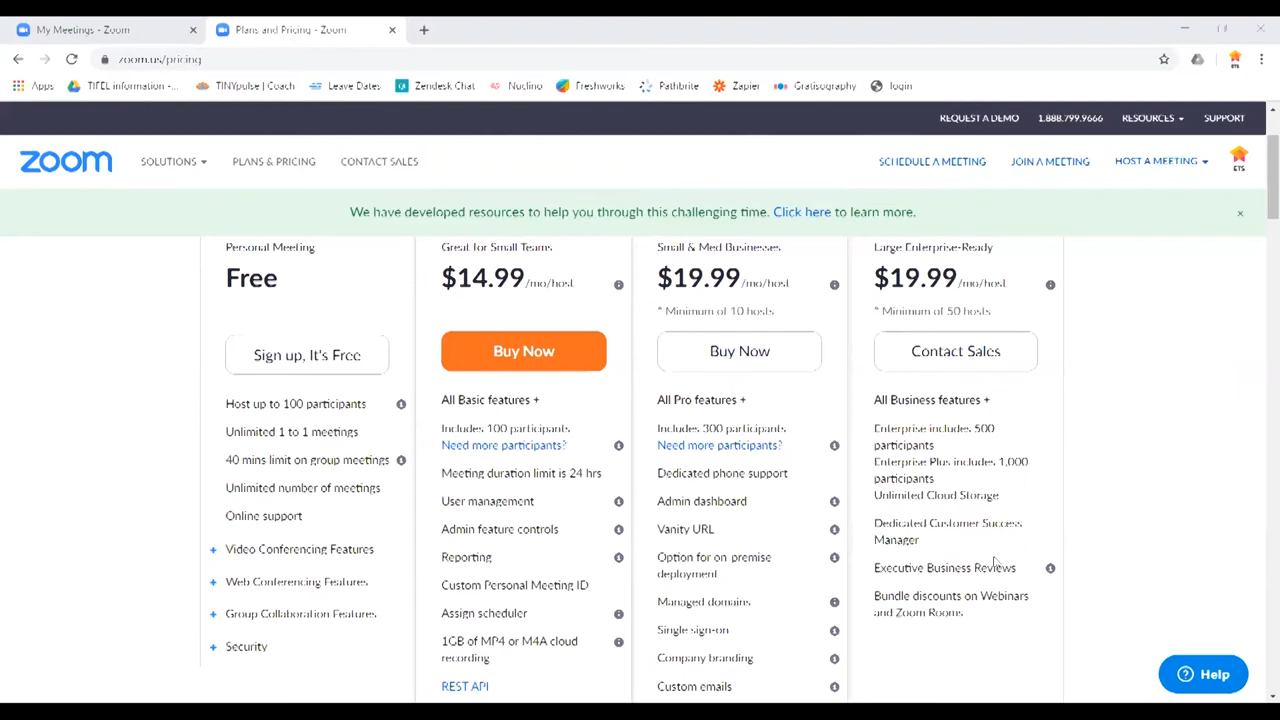 My Meetings - Zoom
Plans and Pricing - Zoom
zoom.us/pricing
ETS
Apps
TIFEL information -...
TINYpulse | Coach
Leave Dates
Zendesk Chat
Nuclino
Freshworks
Pathbrite
Zapier
Gratisography
login
REQUEST A DEMO
1.888.799.9666
RESOURCES
SUPPORT
zoom
SOLUTIONS
PLANS & PRICING
CONTACT SALES
SCHEDULE A MEETING
JOIN A MEETING
HOST A MEETING
ETS
We have developed resources to help you through this challenging time. Click here to learn more.
Personal Meeting
Free
Sign up, It's Free
Host up to 100 participants
Unlimited 1 to 1 meetings
40 mins limit on group meetings
Unlimited number of meetings
Online support
+ Video Conferencing Features
+ Web Conferencing Features
+ Group Collaboration Features
+ Security
Great for Small Teams
$14.99/mo/host
Buy Now
All Basic features +
Includes 100 participants
Need more participants?
Meeting duration limit is 24 hrs
User management
Admin feature controls
Reporting
Custom Personal Meeting ID
Assign scheduler
1GB of MP4 or M4A cloud
recording
REST API
Small & Med Businesses
$19.99/mo/host
* Minimum of 10 hosts
Buy Now
All Pro features +
Includes 300 participants
Need more participants?
Dedicated phone support
Admin dashboard
Vanity URL
Option for on-premise
deployment
Managed domains
Single sign-on
Company branding
Custom emails
Large Enterprise-Ready
$19.99/mo/host
* Minimum of 50 hosts
Contact Sales
All Business features +
Enterprise includes 500
participants
Enterprise Plus includes 1,000
participants
Unlimited Cloud Storage
Dedicated Customer Success
Manager
Executive Business Reviews
Bundle discounts on Webinars
and Zoom Rooms
Help